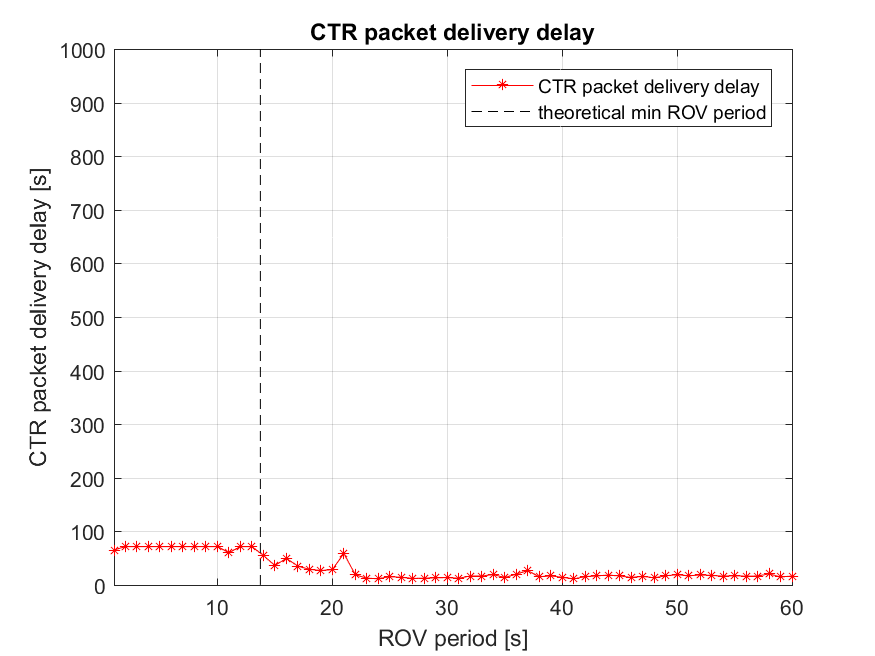 CTR packet delivery delay
CTR packet delivery delay
theoretical min ROV period
CTR packet delivery delay [s]
1000
900
800
700
600
500
400
300
200
100
0
10 20 30 40 50 60
ROV period [s]